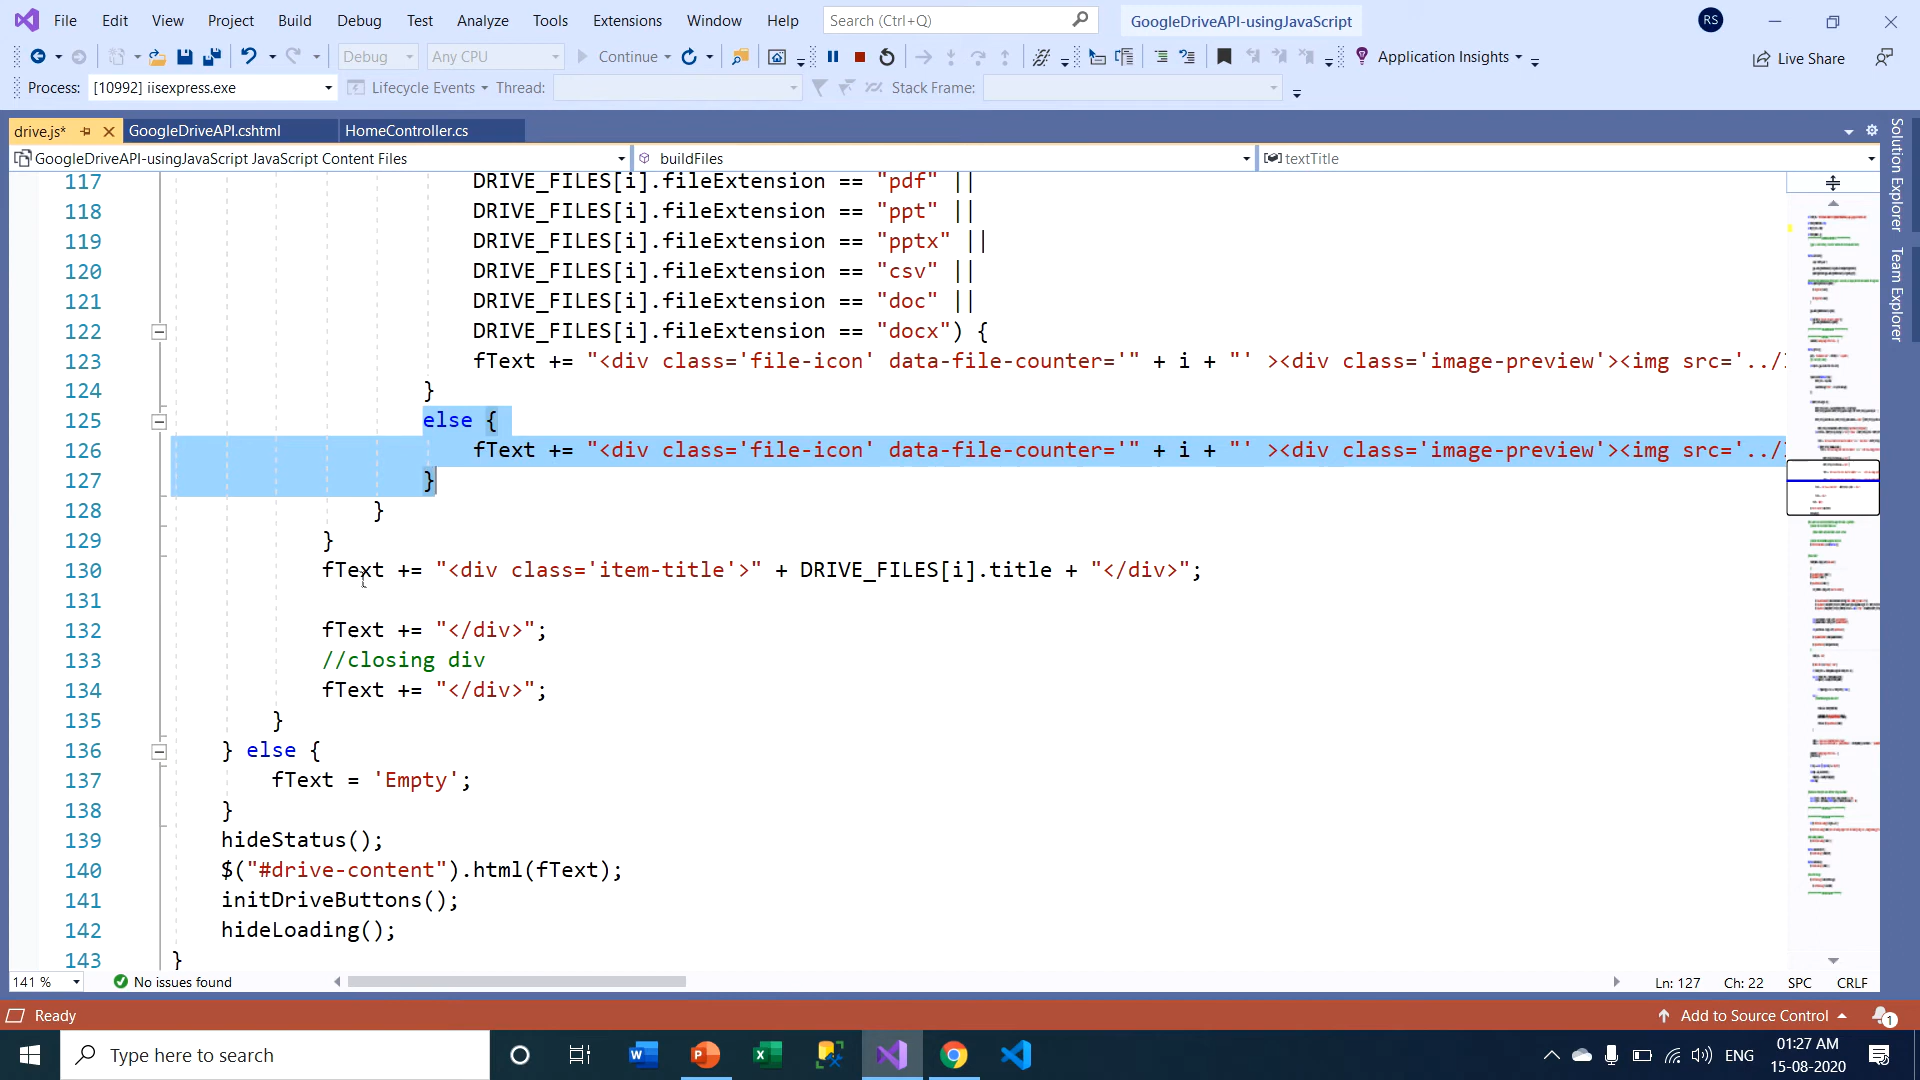 File Edit View Project Build Debug Test Analyze Tools Extensions Window Help Search (Ctrl+Q) GoogleDriveAPI-usingJavaScript RS
Debug Any CPU Continue Application Insights Live Share
Process: [10992] iisexpress.exe Lifecycle Events Thread: Stack Frame:
drive.js* GoogleDriveAPI.cshtml HomeController.cs
GoogleDriveAPI-usingJavaScript JavaScript Content Files buildFiles textTitle
117 DRIVE_FILES[i].fileExtension == "pdf" ||
118 DRIVE_FILES[i].fileExtension == "ppt" ||
119 DRIVE_FILES[i].fileExtension == "pptx" ||
120 DRIVE_FILES[i].fileExtension == "csv" ||
121 DRIVE_FILES[i].fileExtension == "doc" ||
122 DRIVE_FILES[i].fileExtension == "docx") {
123 fText += "<div class='file-icon' data-file-counter='" + i + "' ><div class='image-preview'><img src='../
124 }
125 else {
126 fText += "<div class='file-icon' data-file-counter='" + i + "' ><div class='image-preview'><img src='../
127 }
128 }
129 }
130 fText += "<div class='item-title'>" + DRIVE_FILES[i].title + "</div>";
131
132 fText += "</div>";
133 //closing div
134 fText += "</div>";
135 }
136 } else {
137 fText = 'Empty';
138 }
139 hideStatus();
140 $("#drive-content").html(fText);
141 initDriveButtons();
142 hideLoading();
143 }
Solution Explorer
Team Explorer
141 % No issues found Ln: 127 Ch: 22 SPC CRLF
Ready Add to Source Control 1
Type here to search ENG 01:27 AM
15-08-2020